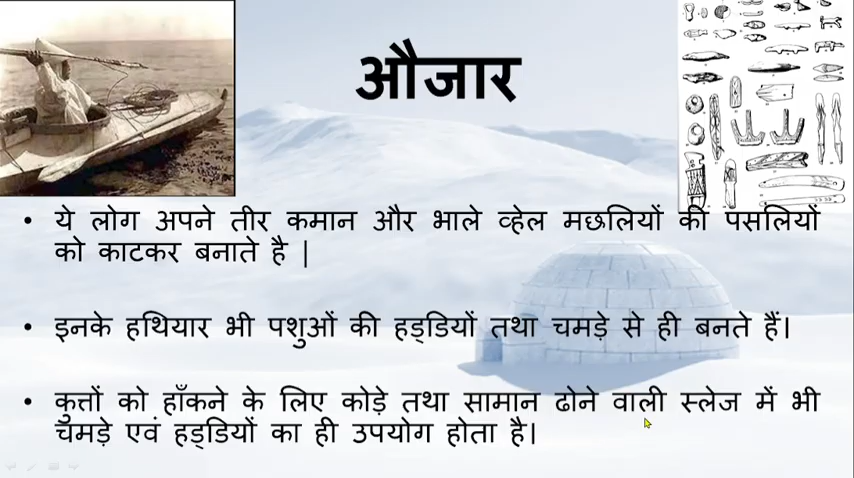 औजार
• ये लोग अपने तीर कमान और भाले व्हेल मछलियों की पसलियों
को काटकर बनाते है |
• इनके हथियार भी पशुओं की हड्डियों तथा चमड़े से ही बनते हैं।
• कुत्तों को हाँकने के लिए कोड़े तथा सामान ढोने वाली स्लेज में भी
चमड़े एवं हड्डियों का ही उपयोग होता है।